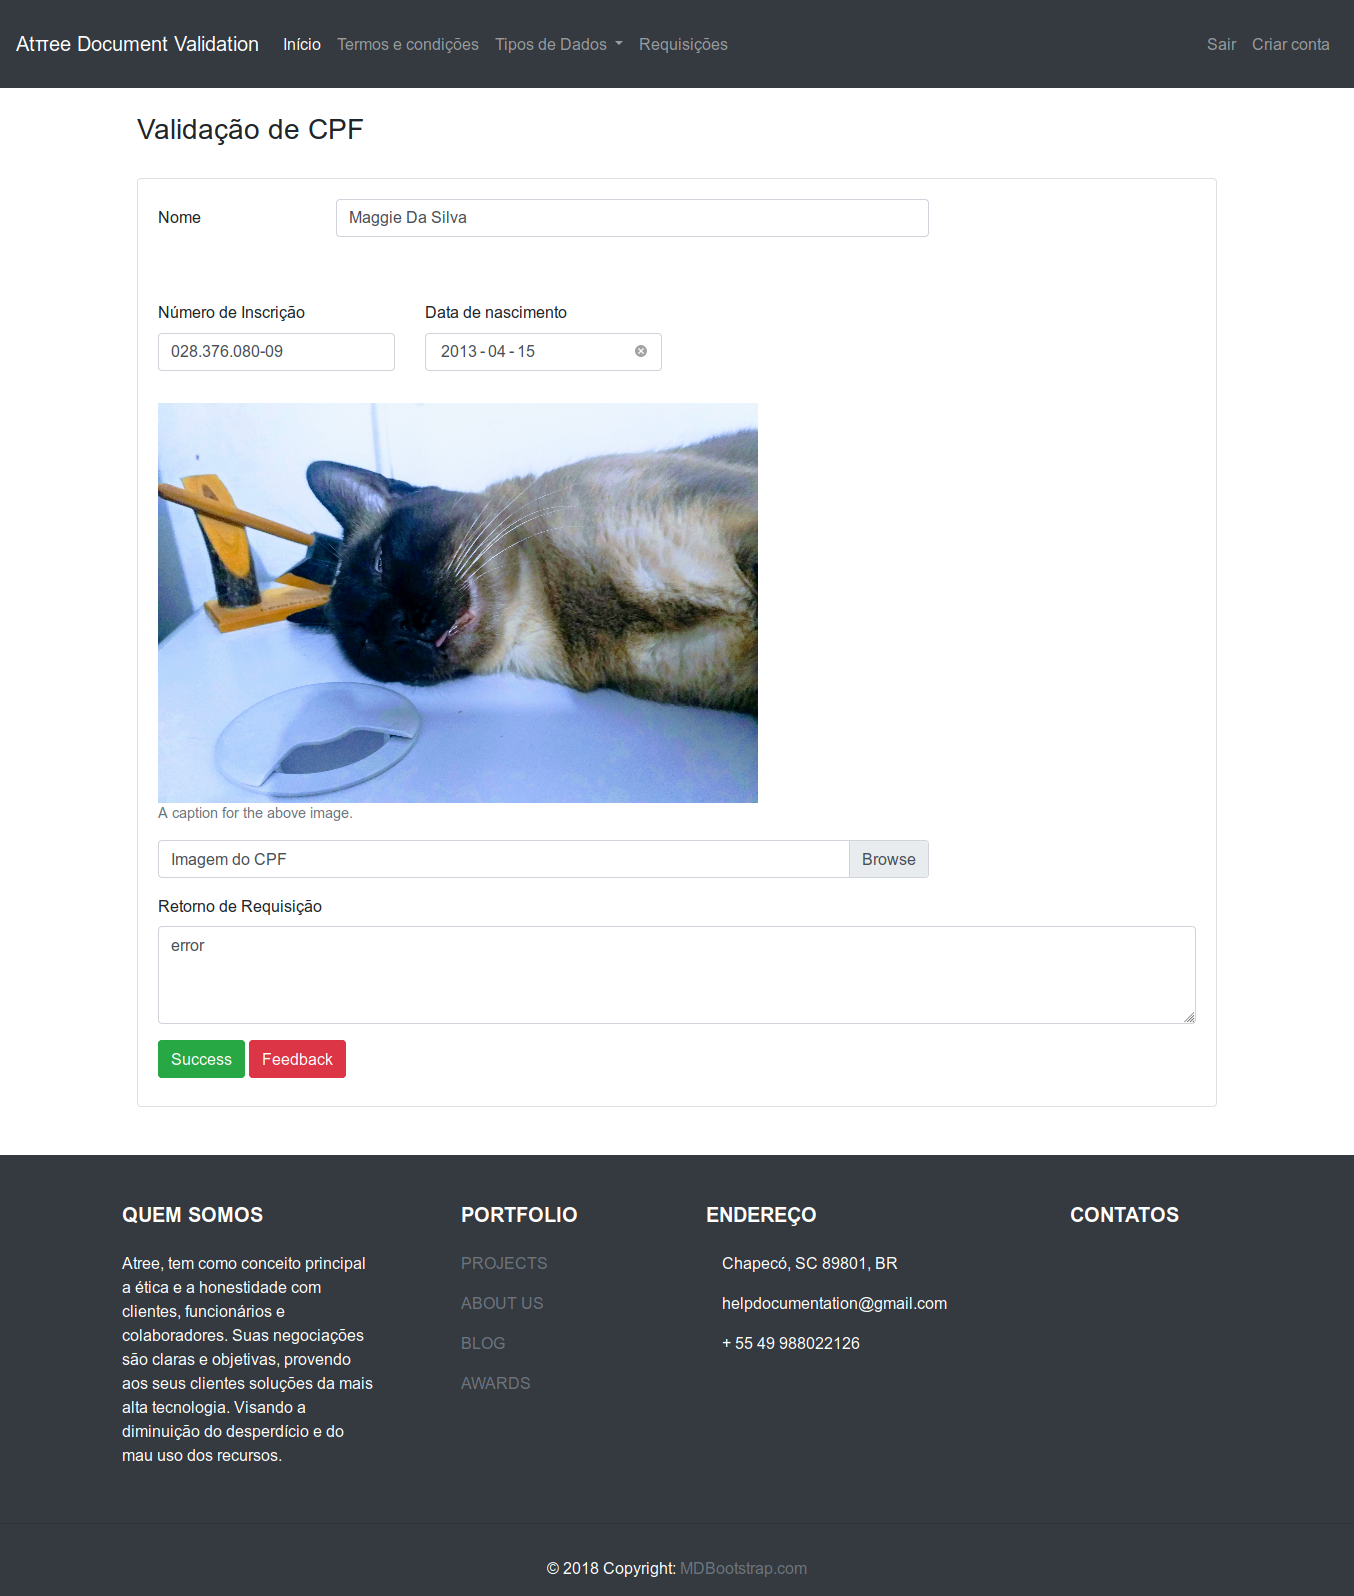 Atπee Document Validation Início Termos e condições Tipos de Dados Requisições Sair Criar conta
Validação de CPF
Nome Maggie Da Silva
Número de Inscrição Data de nascimento
028.376.080-09 2013-04-15
A caption for the above image.
Imagem do CPF Browse
Retorno de Requisição
error
Success Feedback
QUEM SOMOS
Atree, tem como conceito principal
a ética e a honestidade com
clientes, funcionários e
colaboradores. Suas negociações
são claras e objetivas, provendo
aos seus clientes soluções da mais
alta tecnologia. Visando a
diminuição do desperdício e do
mau uso dos recursos.
PORTFOLIO
PROJECTS
ABOUT US
BLOG
AWARDS
ENDEREÇO
Chapecó, SC 89801, BR
helpdocumentation@gmail.com
+ 55 49 988022126
CONTATOS
© 2018 Copyright: MDBootstrap.com